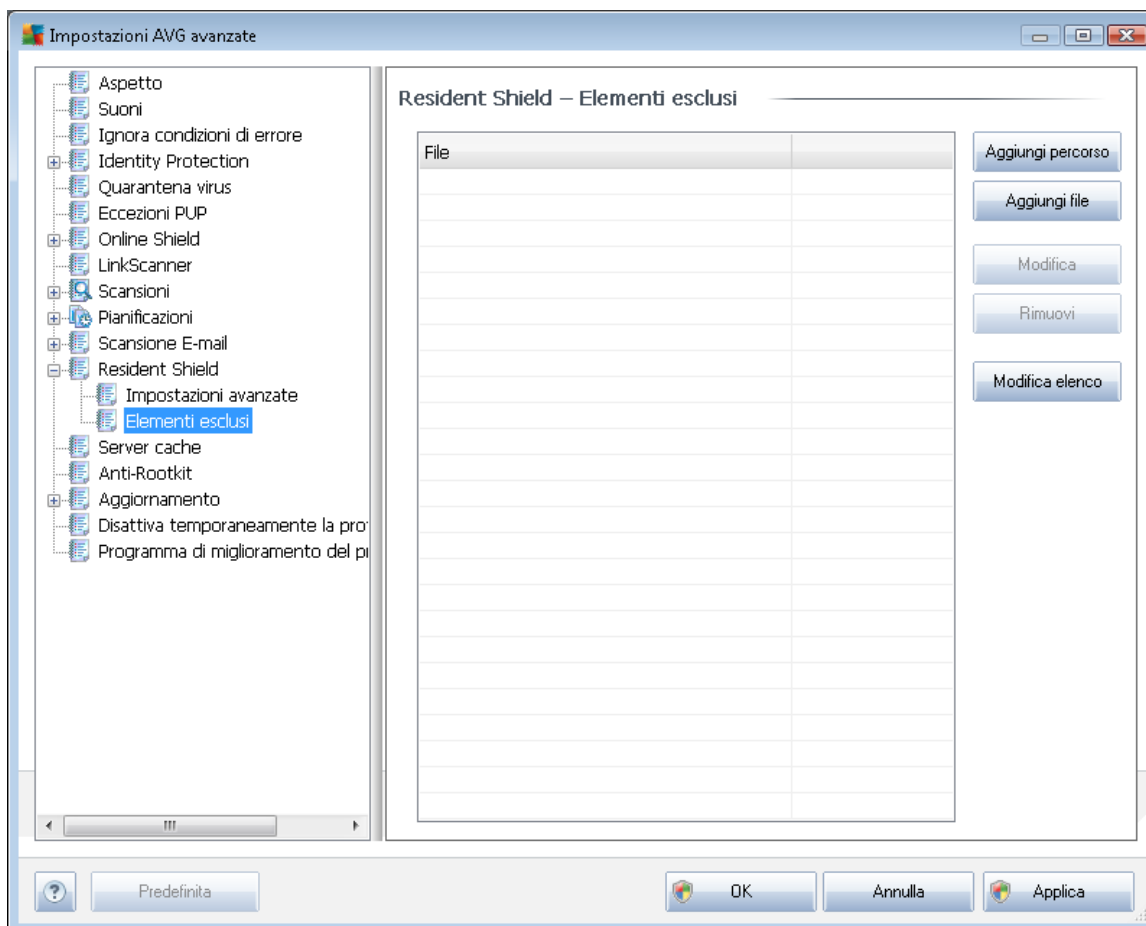 Impostazioni AVG avanzate
Aspetto
Suoni
Ignora condizioni di errore
Identity Protection
Quarantena virus
Eccezioni PUP
Online Shield
LinkScanner
Scansioni
Pianificazioni
Scansione E-mail
Resident Shield
Impostazioni avanzate
Elementi esclusi
Server cache
Anti-Rootkit
Aggiornamento
Disattiva temporaneamente la pro
Programma di miglioramento del p
Resident Shield – Elementi esclusi
File
Aggiungi percorso
Aggiungi file
Modifica
Rimuovi
Modifica elenco
?
Predefinita
OK
Annulla
Applica